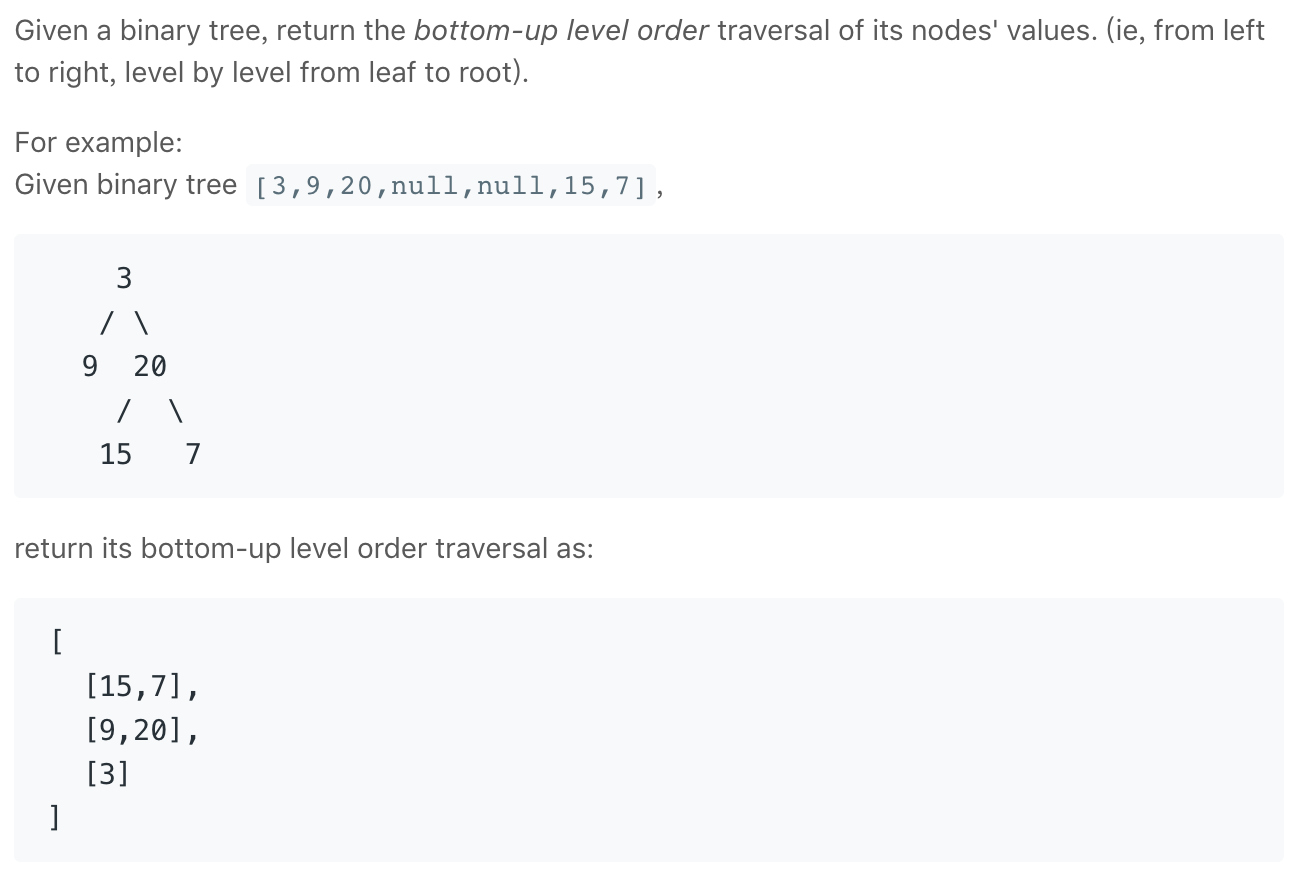 Given a binary tree, return the bottom-up level order traversal of its nodes' values. (ie, from left
to right, level by level from leaf to root).
For example:
Given binary tree [3,9,20,null,null,15,7],
    3
   / \
  9  20
    /  \
   15   7
return its bottom-up level order traversal as:
[
  [15,7],
  [9,20],
  [3]
]